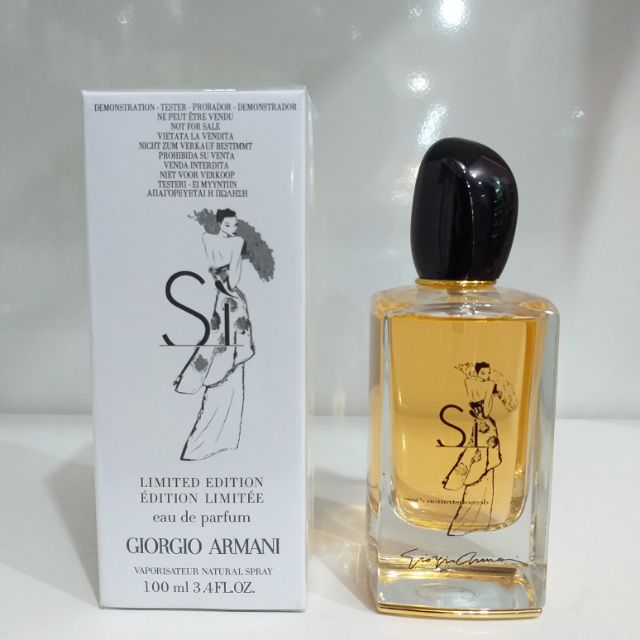 DEMONSTRATION - TESTER - PROBADOR - DEMONSTRADOR
NE PEUT ÊTRE VENDU
NOT FOR SALE
VIETATA LA VENDITA
NICHT ZUM VERKAUF BESTIMMT
PROHIBIDA SU VENTA
VENDA INTERDITA
NIET VOOR VERKOOP
TESTERI - EI MYYNTIIN
ΑΠΑΓΟΡΕΥΕΤΑΙ Η ΠΩΛΗΣΗ
Sì
LIMITED EDITION
ÉDITION LIMITÉE
eau de parfum
GIORGIO ARMANI
VAPORISATEUR NATURAL SPRAY
100 ml 3.4FL.OZ.
Sì
Giorgio Armani